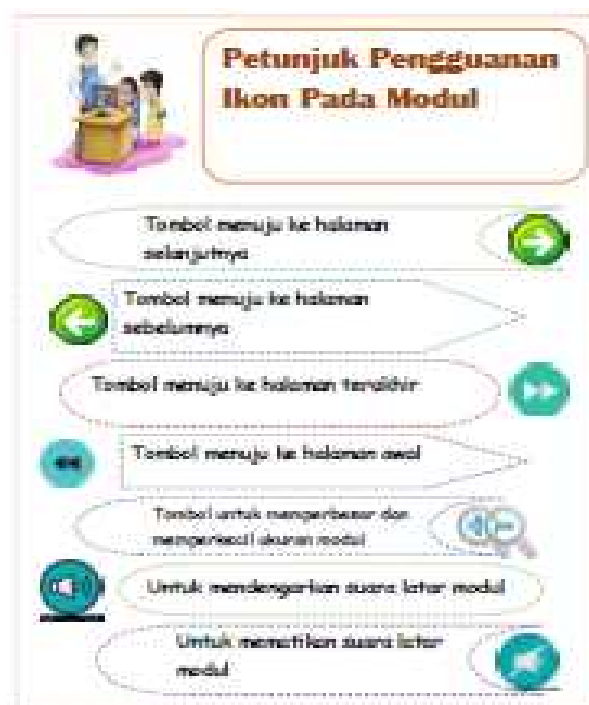 Petunjuk Pengguanan
Ikon Pada Modul
Tombol menuju ke halaman
selanjutnya
Tombol menuju ke halaman
sebelumnya
Tombol menuju ke halaman terakhir
Tombol menuju ke halaman awal
Tombol untuk memperbesar dan
memperkecil ukuran modul
Untuk mendengarkan suara latar modul
Untuk mematikan suara latar
modul